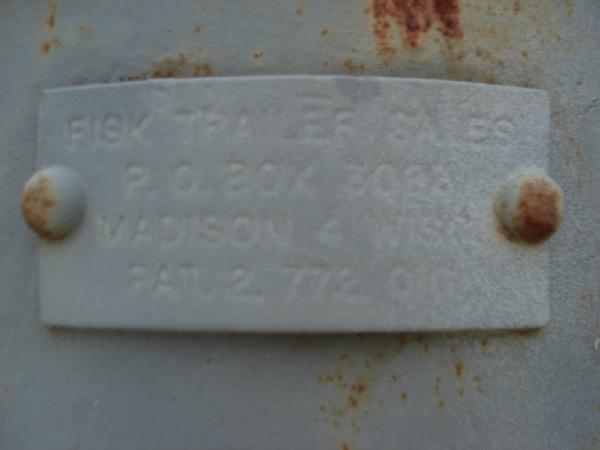 FISK TRAILER SALES
P. O. BOX
MADISON 4 WISC.
PAT. 2, 772,